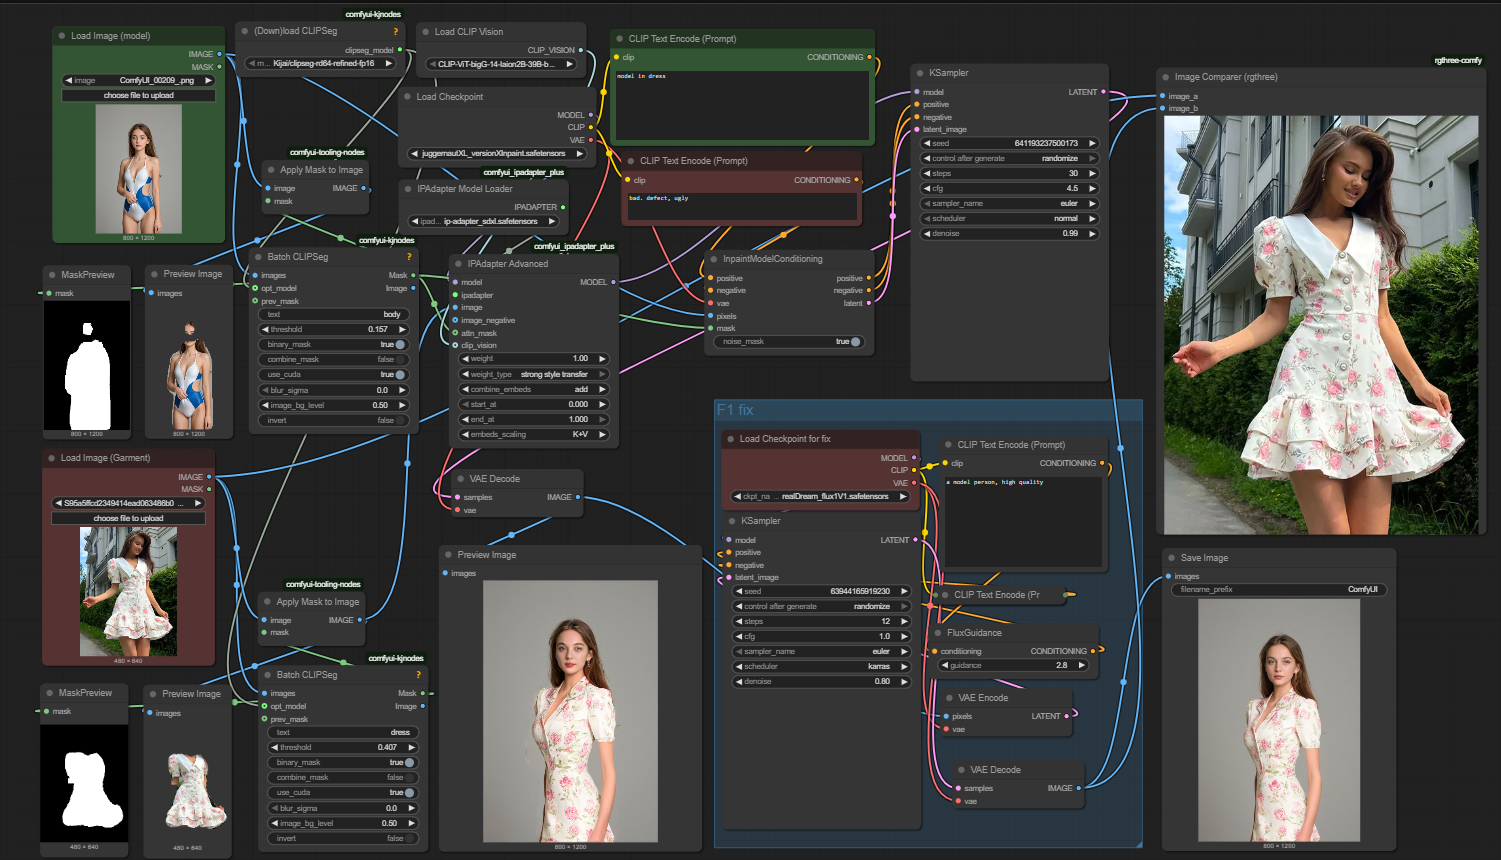 comfyui-kjnodes
Load Image (model)
IMAGE
MASK
image ComfyUI_00209_.png
choose file to upload
800 × 1200
(Down)load CLIPSeg ?
clipseg_model
m... Kijai/clipseg-rd64-refined-fp16
Load CLIP Vision
CLIP_VISION
CLIP-ViT-bigG-14-laion2B-39B-b...
Load Checkpoint
MODEL
CLIP
VAE
juggernautXL_versionXInpaint.safetensors
comfyui_ipadapter_plus
IPAdapter Model Loader
IPADAPTER
ipad... ip-adapter_sdxl.safetensors
CLIP Text Encode (Prompt)
clip CONDITIONING
model in dress
CLIP Text Encode (Prompt)
clip CONDITIONING
bad. defect, ugly
KSampler
model LATENT
positive
negative
latent_image
seed 641193237500173
control after generate randomize
steps 30
cfg 4.5
sampler_name euler
scheduler normal
denoise 0.99
rgthree-comfy
Image Comparer (rgthree)
image_a
image_b
comfyui-tooling-nodes
Apply Mask to Image
image IMAGE
mask
MaskPreview
mask
800 × 1200
Preview Image
images
800 × 1200
comfyui-kjnodes
Batch CLIPSeg ?
images Mask
opt_model Image
prev_mask
text body
threshold 0.157
binary_mask true
combine_mask false
use_cuda true
blur_sigma 0.0
image_bg_level 0.50
invert false
comfyui_ipadapter_plus
IPAdapter Advanced
model MODEL
ipadapter
image
image_negative
attn_mask
clip_vision
weight 1.00
weight_type strong style transfer
combine_embeds add
start_at 0.000
end_at 1.000
embeds_scaling K+V
InpaintModelConditioning
positive positive
negative negative
vae latent
pixels
mask
noise_mask true
Load Image (Garment)
IMAGE
MASK
choose file to upload
480 × 640
VAE Decode
samples IMAGE
vae
Preview Image
images
800 × 1200
F1 fix
Load Checkpoint for fix
MODEL
CLIP
VAE
ckpt_na ... realDream_flux1V1.safetensors
CLIP Text Encode (Prompt)
clip CONDITIONING
a model person, high quality
KSampler
model LATENT
positive
negative
latent_image
seed 63944165919230
control after generate randomize
steps 12
cfg 1.0
sampler_name euler
scheduler karras
denoise 0.80
CLIP Text Encode (Pr
FluxGuidance
conditioning CONDITIONING
guidance 2.8
VAE Encode
pixels LATENT
vae
VAE Decode
samples IMAGE
vae
Save Image
images
filename_prefix ComfyUI
800 × 1200
comfyui-tooling-nodes
Apply Mask to Image
image IMAGE
mask
MaskPreview
mask
480 × 640
Preview Image
images
480 × 640
comfyui-kjnodes
Batch CLIPSeg ?
images Mask
opt_model Image
prev_mask
text dress
threshold 0.407
binary_mask true
combine_mask false
use_cuda true
blur_sigma 0.0
image_bg_level 0.50
invert false